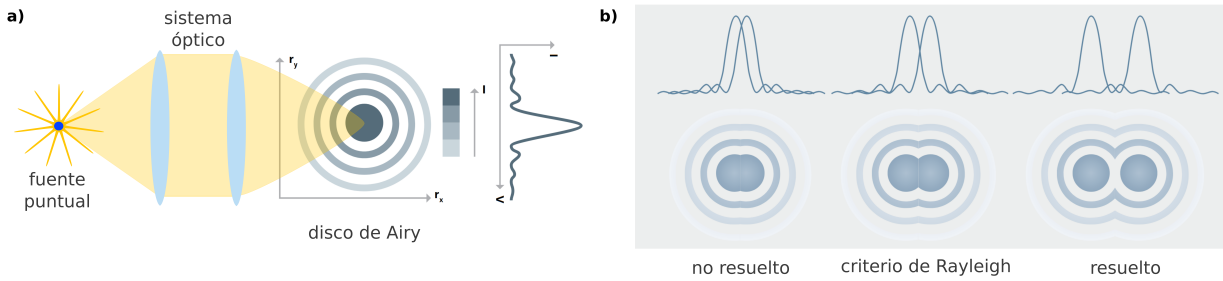 a)
sistema
óptico
fuente
puntual
r_y
r_x
disco de Airy
I
I
v
b)
no resuelto
criterio de Rayleigh
resuelto